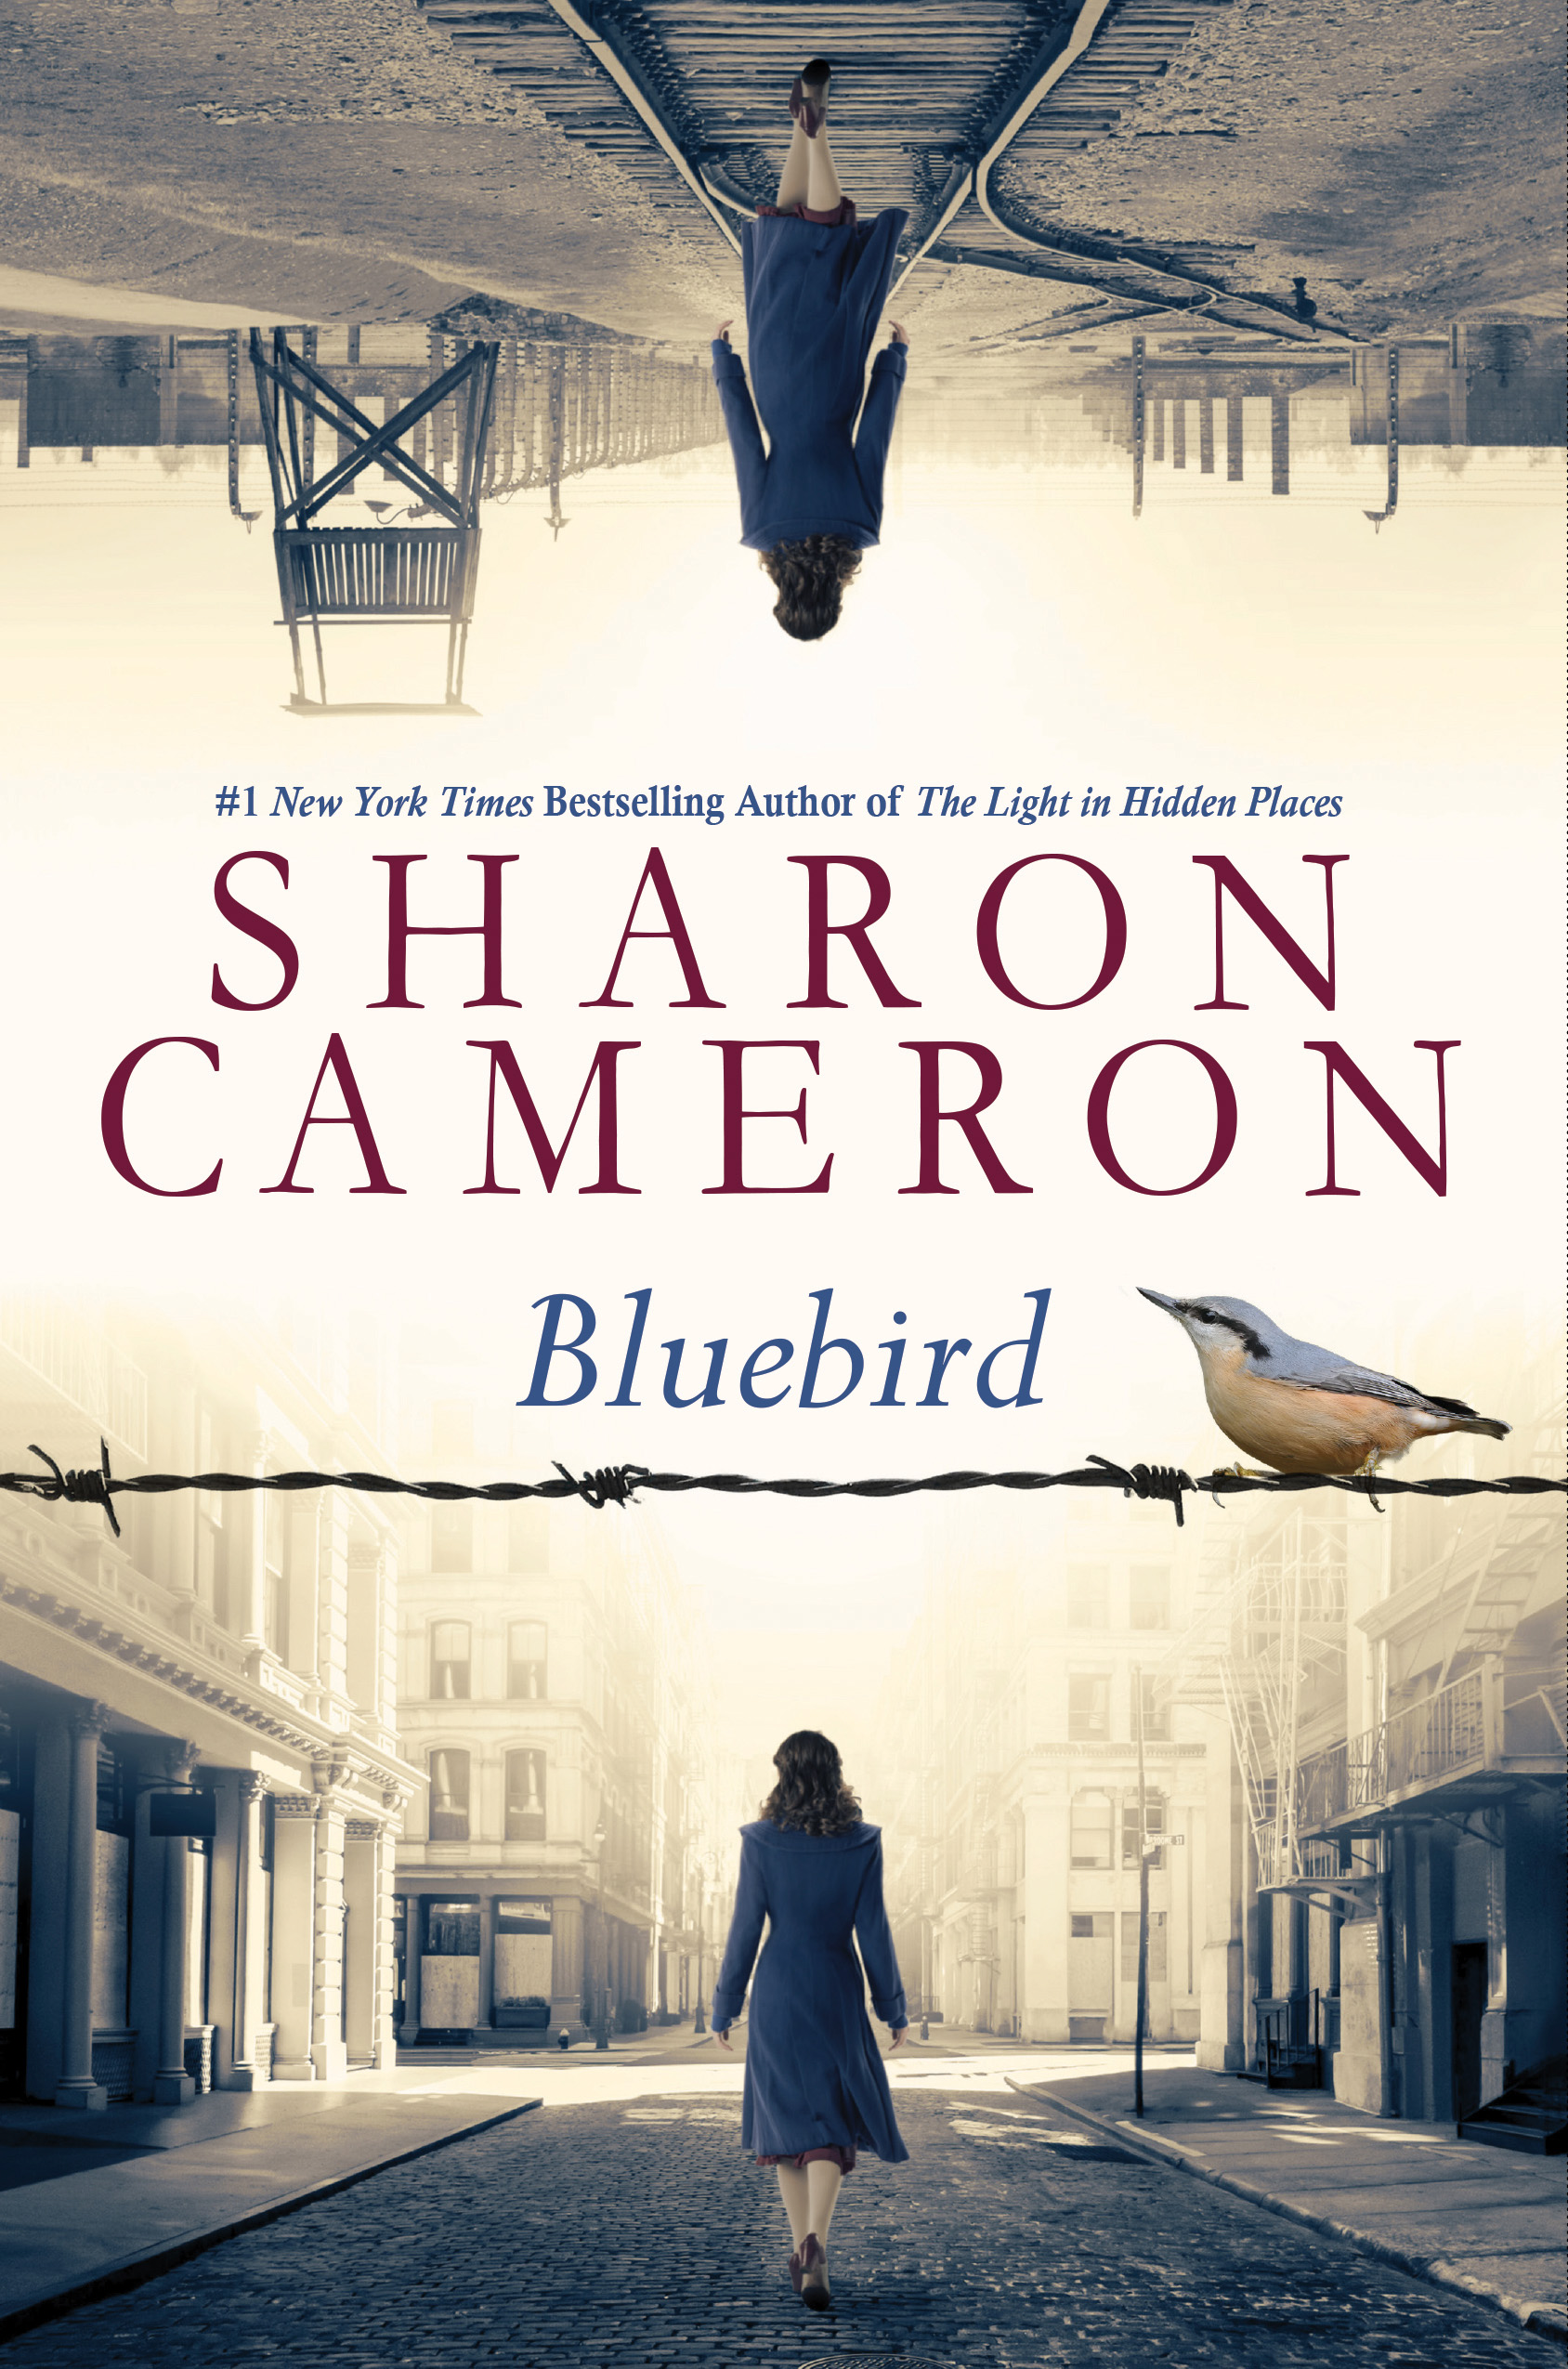 #1 New York Times Bestselling Author of The Light in Hidden Places
SHARON
CAMERON
Bluebird